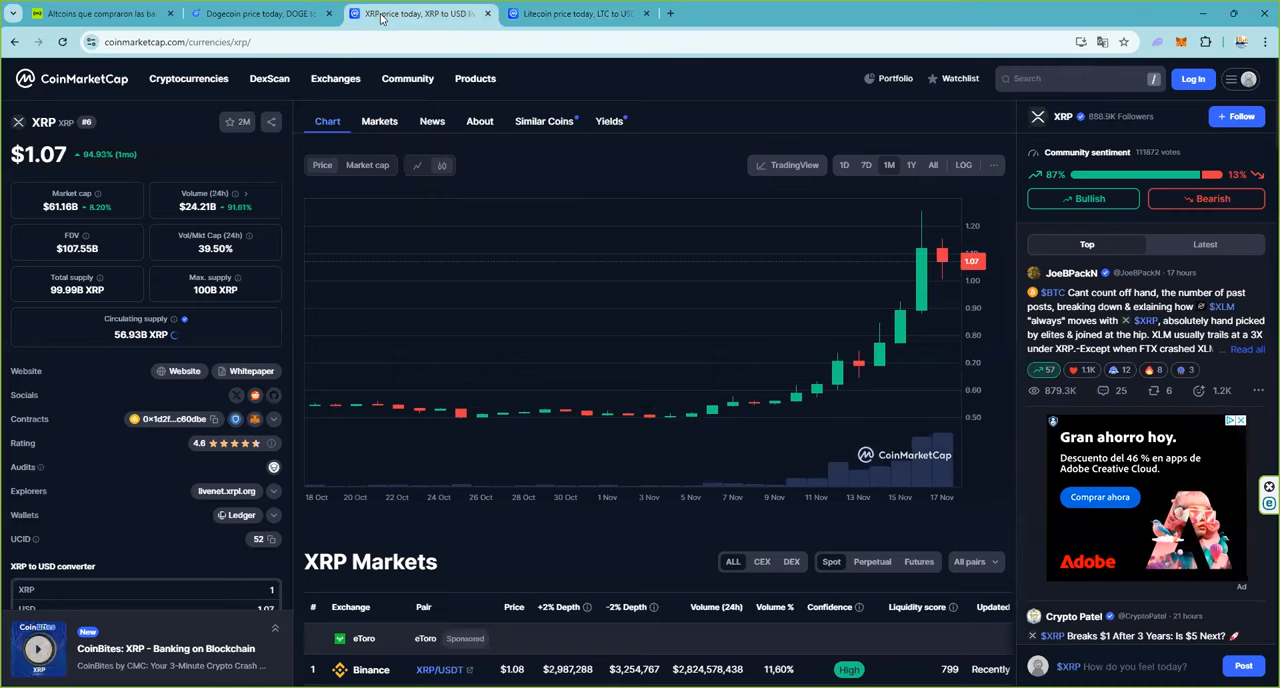 Altcoins que compraron las ba
Dogecoin price today, DOGE to
XRP price today, XRP to USD li
Litecoin price today, LTC to USD
coinmarketcap.com/currencies/xrp/
CoinMarketCap
Cryptocurrencies
DexScan
Exchanges
Community
Products
Portfolio
Watchlist
Search
/
Log In
XRP XRP #6
2M
$1.07 94.93% (1mo)
Market cap
$61.16B 8.20%
Volume (24h)
$24.21B 91.61%
FDV
$107.55B
Vol/Mkt Cap (24h)
39.50%
Total supply
99.99B XRP
Max. supply
100B XRP
Circulating supply
56.93B XRP
Website
Website
Whitepaper
Socials
Contracts
0x1d2f...c60dbe
Rating
4.6
Audits
Explorers
livenet.xrpl.org
Wallets
Ledger
UCID
52
XRP to USD converter
XRP
1
USD
1.07
CoinBites:
XRP
New
CoinBites: XRP - Banking on Blockchain
CoinBites by CMC: Your 3-Minute Crypto Crash ...
Chart
Markets
News
About
Similar Coins
Yields
Price
Market cap
TradingView
1D
7D
1M
1Y
All
LOG
1.20
1.10
1.07
1.00
0.90
0.80
0.70
0.60
0.50
CoinMarketCap
18 Oct
20 Oct
22 Oct
24 Oct
26 Oct
28 Oct
30 Oct
1 Nov
3 Nov
5 Nov
7 Nov
9 Nov
11 Nov
13 Nov
15 Nov
17 Nov
XRP Markets
ALL
CEX
DEX
Spot
Perpetual
Futures
All pairs
# Exchange Pair Price +2% Depth -2% Depth Volume (24h) Volume % Confidence Liquidity score Updated
eToro eToro Sponsored
1 Binance XRP/USDT $1.08 $2,987,288 $3,254,767 $2,824,578,438 11,60% High 799 Recently
XRP 888.9K Followers
+ Follow
Community sentiment 111872 votes
87%
13%
Bullish
Bearish
Top
Latest
JoeBPackN @JoeBPackN · 17 hours
$BTC Cant count off hand, the number of past
posts, breaking down & exlaining how $XLM
"always" moves with $XRP, absolutely hand picked
by elites & joined at the hip. XLM usually trails at a 3X
under XRP.-Except when FTX crashed XLM ... Read all
57
1.1K
12
8
3
879.3K
25
6
1.2K
Gran ahorro hoy.
Descuento del 46 % en apps de
Adobe Creative Cloud.
Comprar ahora
Adobe
Ad
Crypto Patel @CryptoPatel · 21 hours
$XRP Breaks $1 After 3 Years: Is $5 Next?
$XRP How do you feel today?
Post